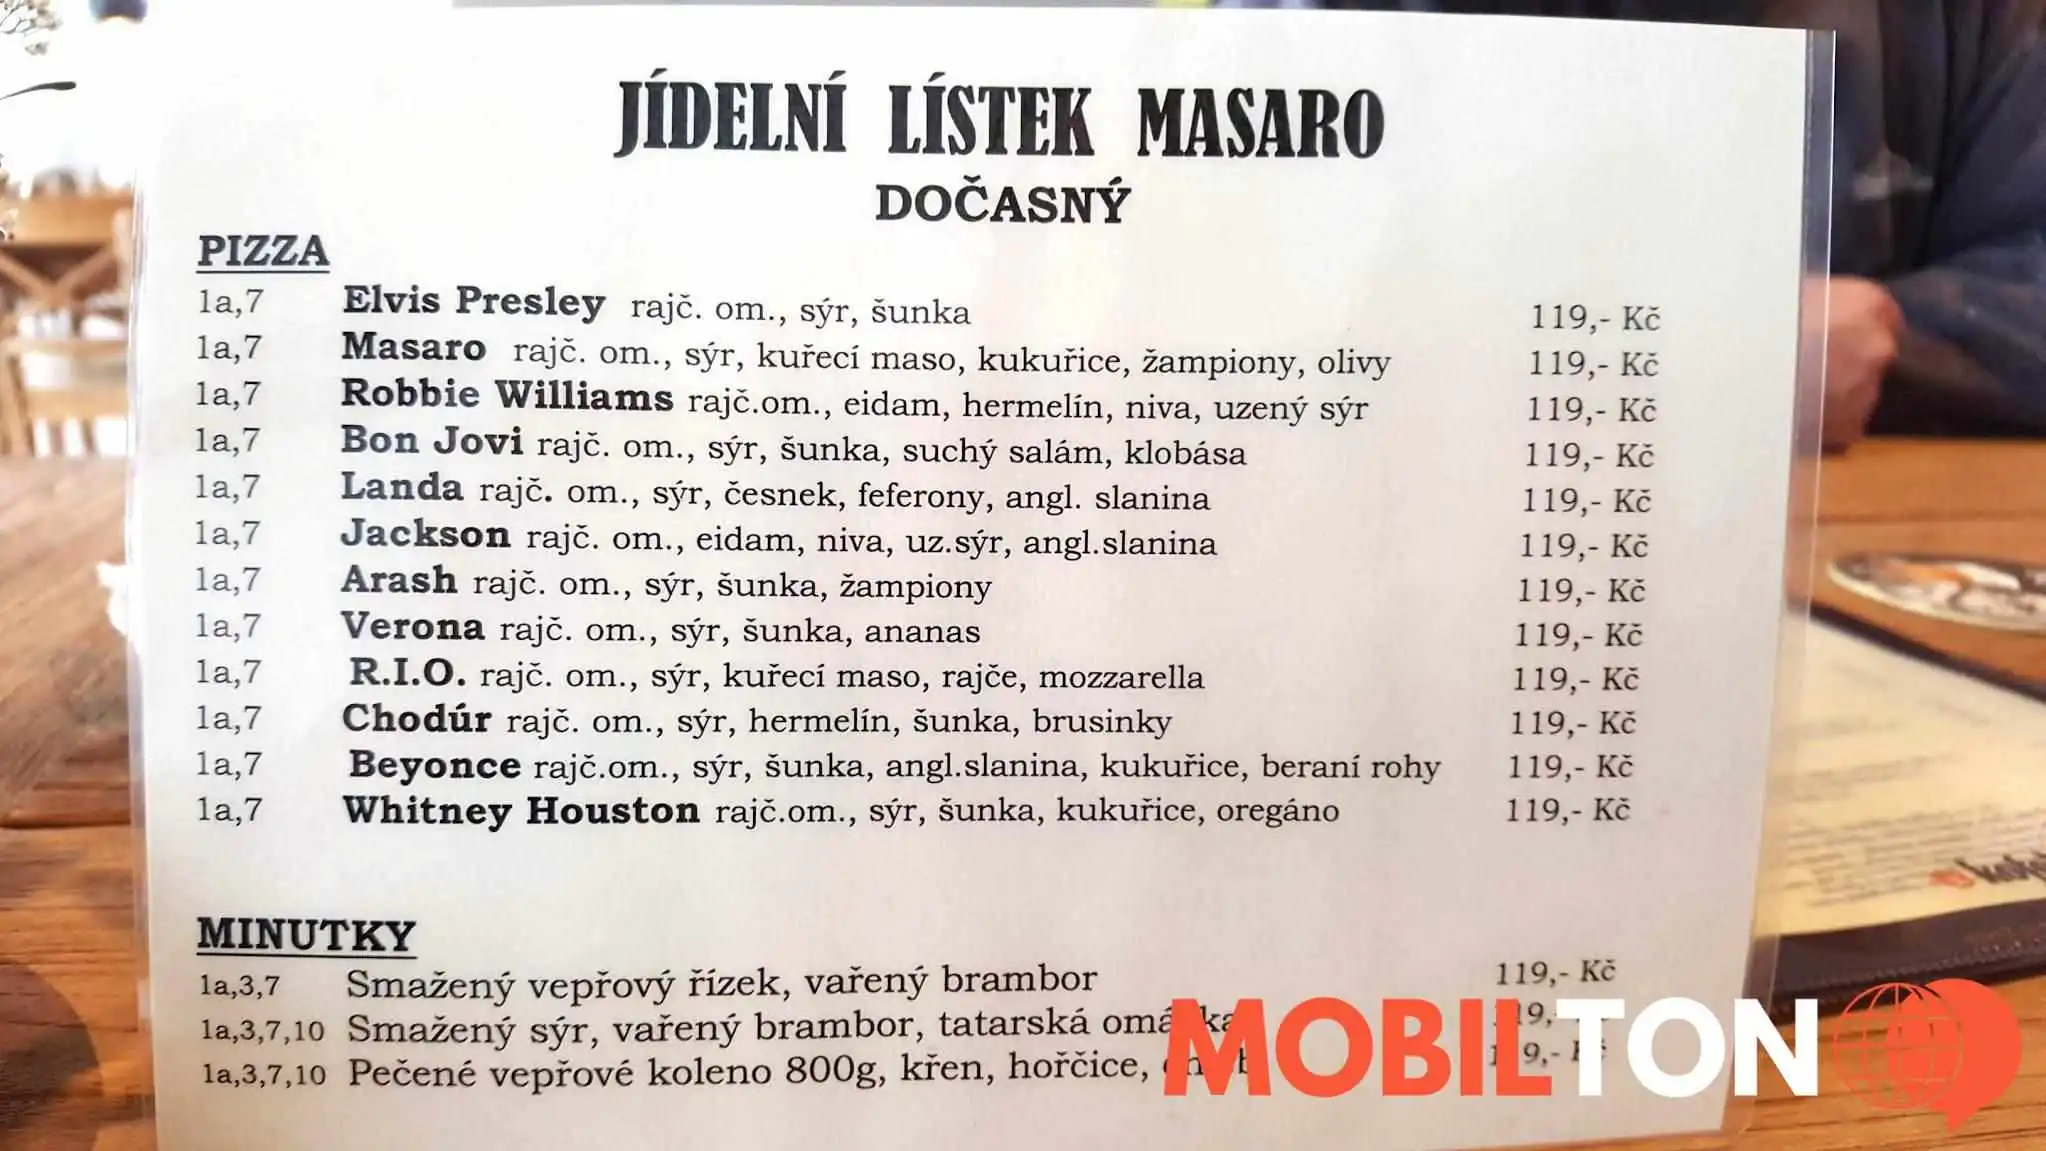 JÍDELNÍ LÍSTEK MASARO
DOČASNÝ
PIZZA
1a,7 Elvis Presley rajč. om., sýr, šunka 119,- Kč
1a,7 Masaro rajč. om., sýr, kuřecí maso, kukuřice, žampiony, olivy 119,- Kč
1a,7 Robbie Williams rajč.om., eidam, hermelín, niva, uzený sýr 119,- Kč
1a,7 Bon Jovi rajč. om., sýr, šunka, suchý salám, klobása 119,- Kč
1a,7 Landa rajč. om., sýr, česnek, feferony, angl. slanina 119,- Kč
1a,7 Jackson rajč. om., eidam, niva, uz.sýr, angl.slanina 119,- Kč
1a,7 Arash rajč. om., sýr, šunka, žampiony 119,- Kč
1a,7 Verona rajč. om., sýr, šunka, ananas 119,- Kč
1a,7 R.I.O. rajč. om., sýr, kuřecí maso, rajče, mozzarella 119,- Kč
1a,7 Chodúr rajč. om., sýr, hermelín, šunka, brusinky 119,- Kč
1a,7 Beyonce rajč.om., sýr, šunka, angl.slanina, kukuřice, beraní rohy 119,- Kč
1a,7 Whitney Houston rajč.om., sýr, šunka, kukuřice, oregáno 119,- Kč
MINUTKY
1a,3,7 Smažený vepřový řízek, vařený brambor 119,- Kč
1a,3,7,10 Smažený sýr, vařený brambor, tatarská
1a,3,7,10 Pečené vepřové koleno 800g, křen, hořčice,
MOBILTON